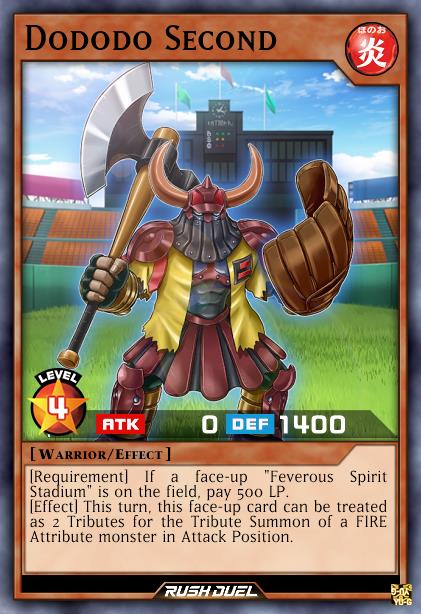 DODODO SECOND
ほのお
炎
LEVEL
4
ATK 0 DEF 1400
[WARRIOR/EFFECT]
[Requirement] If a face-up "Feverous Spirit
Stadium" is on the field, pay 500 LP.
[Effect] This turn, this face-up card can be treated
as 2 Tributes for the Tribute Summon of a FIRE
Attribute monster in Attack Position.
RUSH DUEL